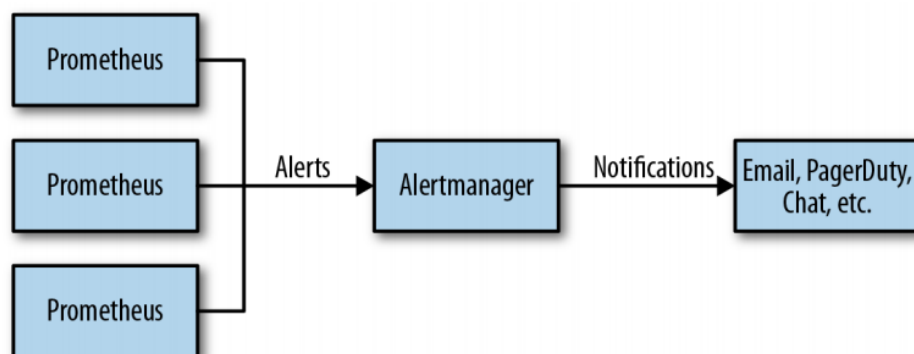 Prometheus
Prometheus
Alerts
Alertmanager
Notifications
Email, PagerDuty,
Chat, etc.
Prometheus